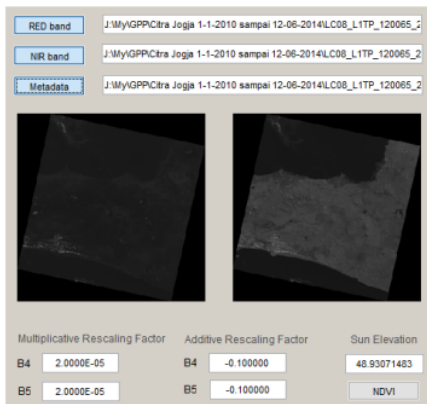 RED band J:\My\GPP\Citra Jogja 1-1-2010 sampai 12-06-2014\LC08_L1TP_120065_2
NIR band J:\My\GPP\Citra Jogja 1-1-2010 sampai 12-06-2014\LC08_L1TP_120065_2
Metadata J:\My\GPP\Citra Jogja 1-1-2010 sampai 12-06-2014\LC08_L1TP_120065_2
Multiplicative Rescaling Factor Additive Rescaling Factor Sun Elevation
B4 2.0000E-05 B4 -0.100000 48.93071483
B5 2.0000E-05 B5 -0.100000 NDVI